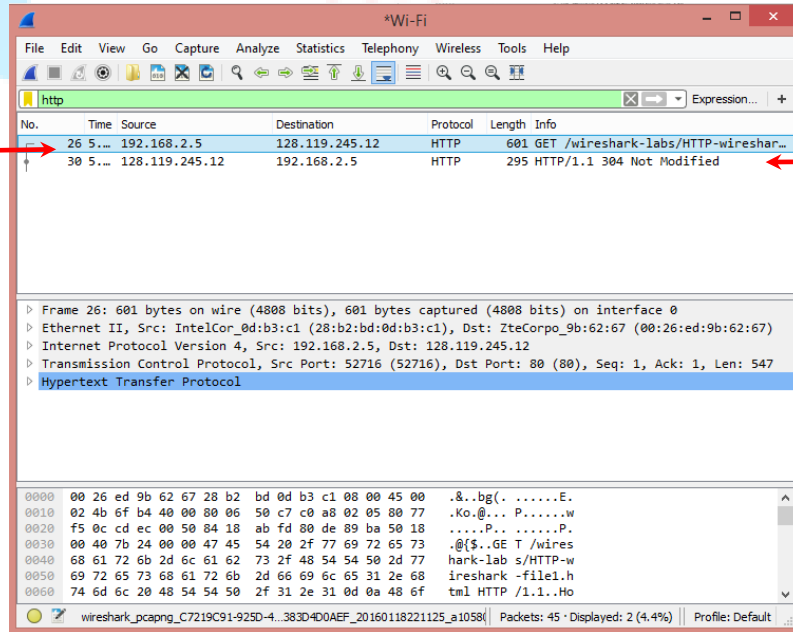 *Wi-Fi
File Edit View Go Capture Analyze Statistics Telephony Wireless Tools Help
http Expression... +
No. Time Source Destination Protocol Length Info
26 5.… 192.168.2.5 128.119.245.12 HTTP 601 GET /wireshark-labs/HTTP-wireshar…
30 5.… 128.119.245.12 192.168.2.5 HTTP 295 HTTP/1.1 304 Not Modified
Frame 26: 601 bytes on wire (4808 bits), 601 bytes captured (4808 bits) on interface 0
Ethernet II, Src: IntelCor_0d:b3:c1 (28:b2:bd:0d:b3:c1), Dst: ZteCorpo_9b:62:67 (00:26:ed:9b:62:67)
Internet Protocol Version 4, Src: 192.168.2.5, Dst: 128.119.245.12
Transmission Control Protocol, Src Port: 52716 (52716), Dst Port: 80 (80), Seq: 1, Ack: 1, Len: 547
Hypertext Transfer Protocol
0000 00 26 ed 9b 62 67 28 b2 bd 0d b3 c1 08 00 45 00 .&..bg(. ......E.
0010 02 4b 6f b4 40 00 80 06 50 c7 c0 a8 02 05 80 77 .Ko.@... P......w
0020 f5 0c cd ec 00 50 84 18 ab fd 80 de 89 ba 50 18 .....P.. ......P.
0030 00 40 7b 24 00 00 47 45 54 20 2f 77 69 72 65 73 .@{$..GE T /wires
0040 68 61 72 6b 2d 6c 61 62 73 2f 48 54 54 50 2d 77 hark-lab s/HTTP-w
0050 69 72 65 73 68 61 72 6b 2d 66 69 6c 65 31 2e 68 ireshark -file1.h
0060 74 6d 6c 20 48 54 54 50 2f 31 2e 31 0d 0a 48 6f tml HTTP /1.1..Ho
wireshark_pcapng_C7219C91-925D-4…383D4D0AEF_20160118221125_a1058( Packets: 45 · Displayed: 2 (4.4%) Profile: Default